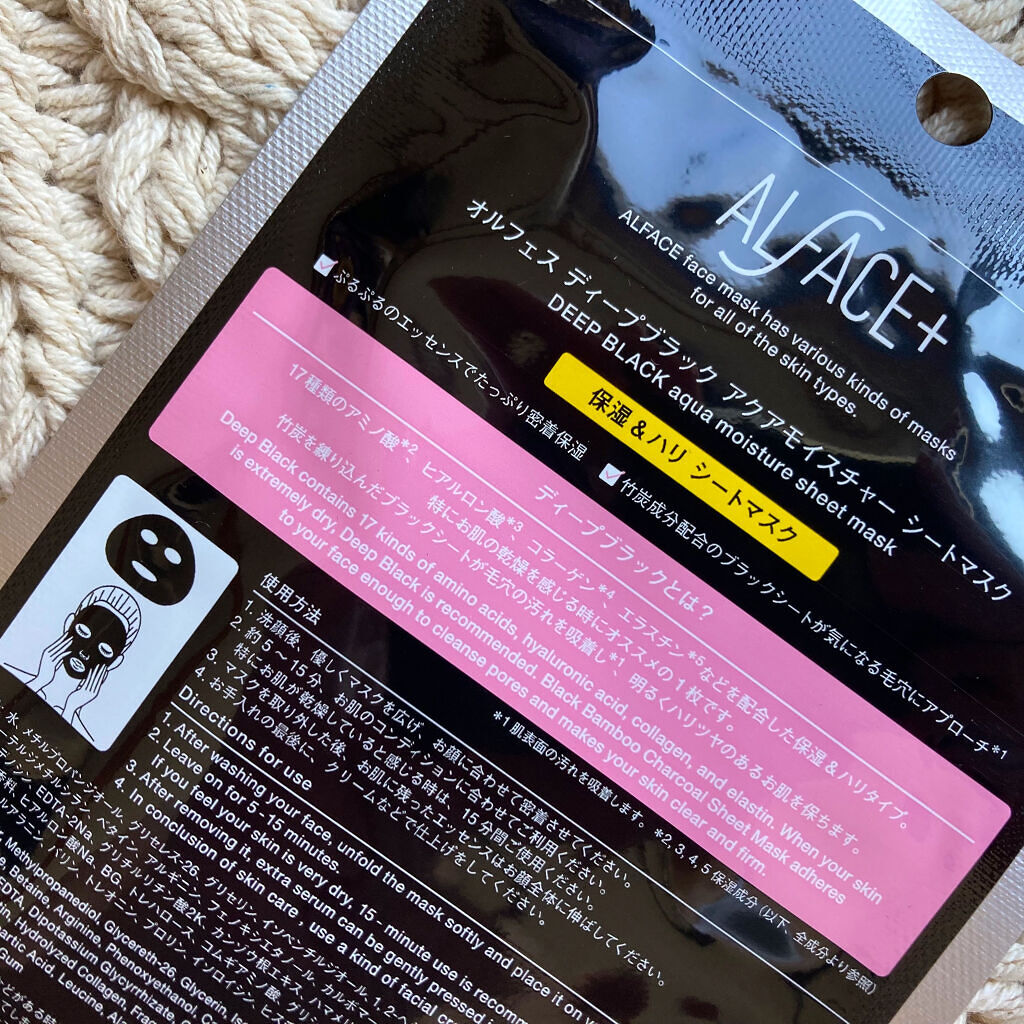 ALFACE+
ALFACE face mask has various kinds of masks
for all of the skin types.
オルフェス ディープブラック アクアモイスチャー シートマスク
DEEP BLACK aqua moisture sheet mask
保湿&ハリ シートマスク
ぷるぷるのエッセンスでたっぷり密着保湿 竹炭成分配合のブラックシートが気になる毛穴にアプローチ*1
ディープブラックとは?
17種類のアミノ酸*2、ヒアルロン酸*3、コラーゲン*4、エラスチン*5などを配合した保湿&ハリタイプ。
特にお肌の乾燥を感じる時にオススメの1枚です。
竹炭を練り込んだブラックシートが毛穴の汚れを吸着し*1、明るくハリツヤのあるお肌を保ちます。
Deep Black contains 17 kinds of amino acids, hyaluronic acid, collagen, and elastin. When your skin
is extremely dry, Deep Black is recommended. Black Bamboo Charcoal Sheet Mask adheres
to your face enough to cleanse pores and makes your skin clear and firm.
*1 肌表面の汚れを吸着します。*2, 3, 4, 5 保湿成分(以下、全成分より参照)
使用方法
1. 洗顔後、優しくマスクを広げ、お顔に合わせて密着させてください。
2. 約5~15分、お肌のコンディションに合わせてご利用ください。
特にお肌が乾燥していると感じる時は、15分間ご使用ください。
3. マスクを取り外した後、お肌に残ったエッセンスはお顔全体に伸ばしてください。
4. お手入れの最後に、クリームなどで仕上げをしてください。
Directions for use
1. After washing your face, unfold the mask softly and place it on
2. Leave on for 5-15 minutes.
If you feel your skin is very dry, 15 - minute use is recomm
3. After removing it, extra serum can be gently pressed
4. In conclusion of skin care , use a kind of facial cr